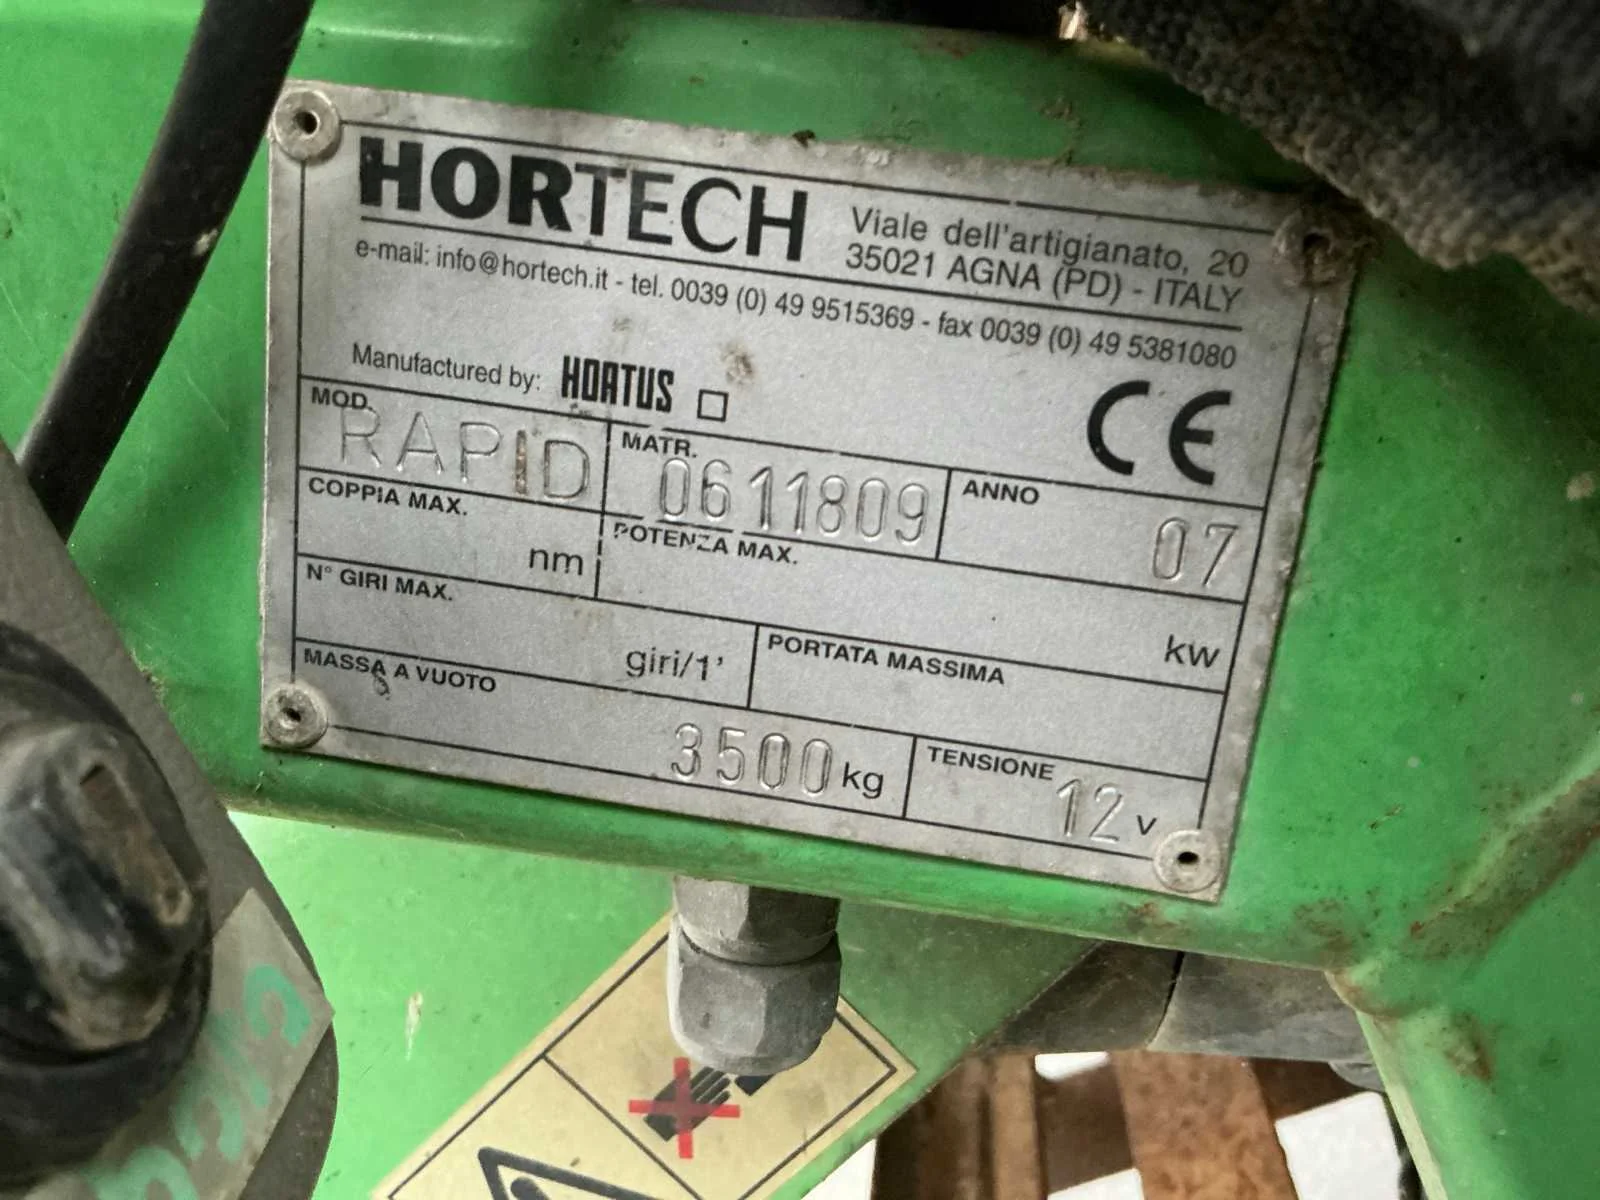 HORTECH
Viale dell'artigianato, 20
35021 AGNA (PD) - ITALY
e-mail: info@hortech.it - tel. 0039 (0) 49 9515369 - fax 0039 (0) 49 5381080
Manufactured by: HORTUS
CE
MOD. RAPID
MATR. 0611809
ANNO 07
COPPIA MAX. nm
POTENZA MAX. kw
N° GIRI MAX. giri/1'
PORTATA MASSIMA
MASSA A VUOTO 3500 kg
TENSIONE 12 v